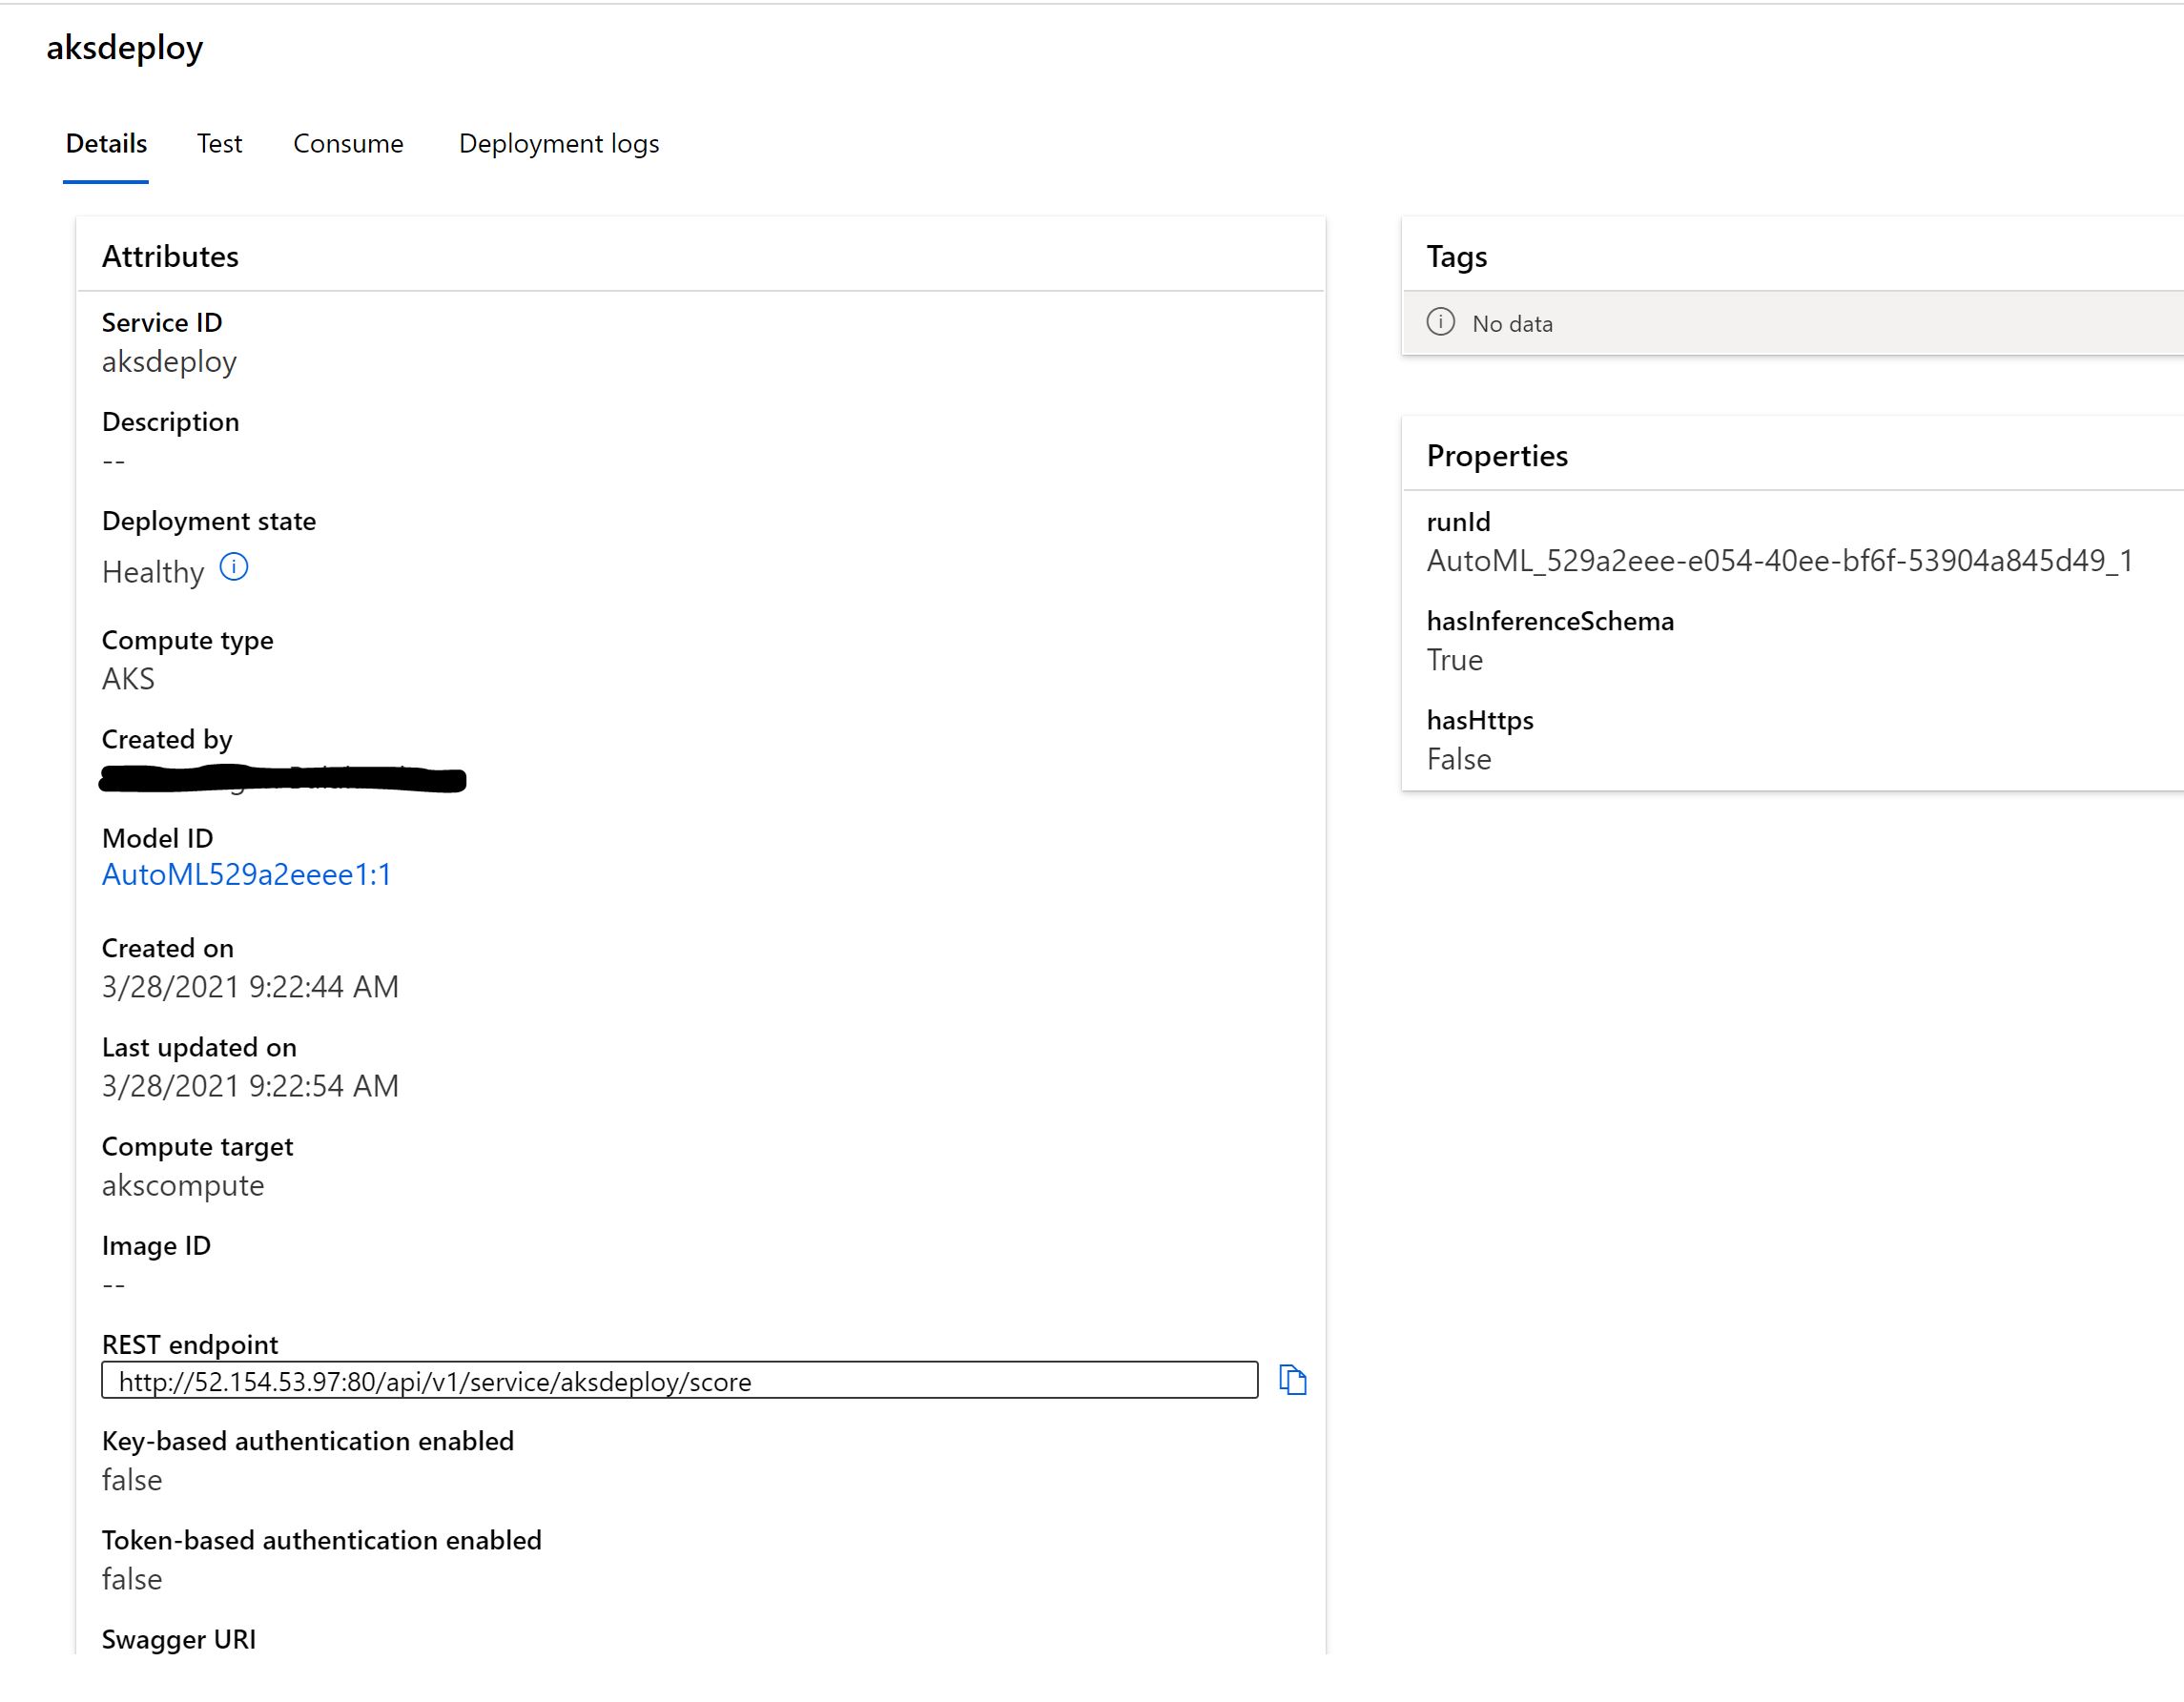 aksdeploy
Details Test Consume Deployment logs
Attributes
Service ID
aksdeploy
Description
--
Deployment state
Healthy
Compute type
AKS
Created by
Model ID
AutoML529a2eeee1:1
Created on
3/28/2021 9:22:44 AM
Last updated on
3/28/2021 9:22:54 AM
Compute target
akscompute
Image ID
--
REST endpoint
http://52.154.53.97:80/api/v1/service/aksdeploy/score
Key-based authentication enabled
false
Token-based authentication enabled
false
Swagger URI
Tags
No data
Properties
runId
AutoML_529a2eee-e054-40ee-bf6f-53904a845d49_1
hasInferenceSchema
True
hasHttps
False